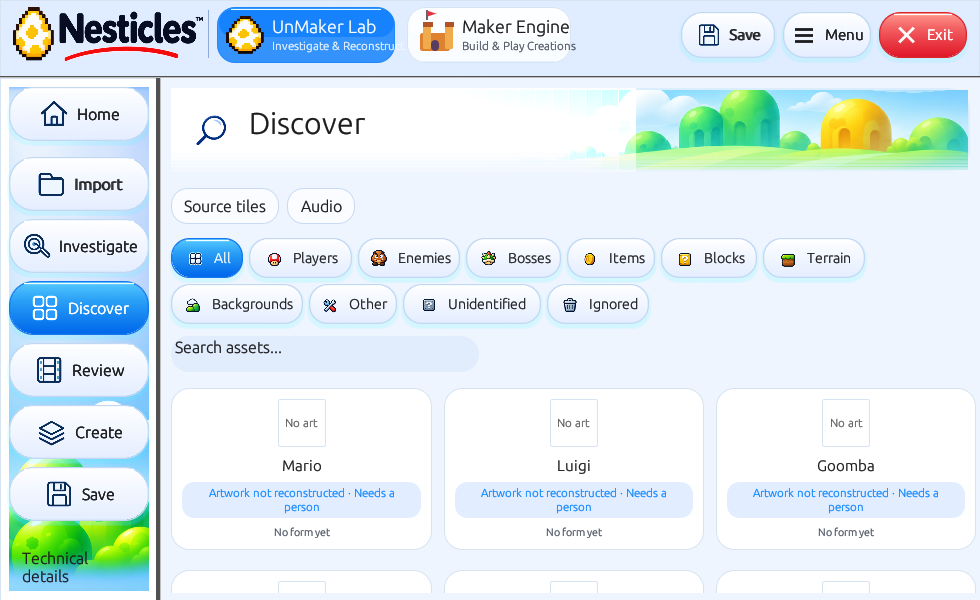 Nesticles™
UnMaker Lab
Investigate & Reconstruc
Maker Engine
Build & Play Creations
Save
Menu
Exit
Home
Import
Investigate
Discover
Review
Create
Save
Technical
details
Discover
Source tiles
Audio
All
Players
Enemies
Bosses
Items
Blocks
Terrain
Backgrounds
Other
Unidentified
Ignored
Search assets...
No art
Mario
Artwork not reconstructed · Needs a
person
No form yet
No art
Luigi
Artwork not reconstructed · Needs a
person
No form yet
No art
Goomba
Artwork not reconstructed · Needs a
person
No form yet